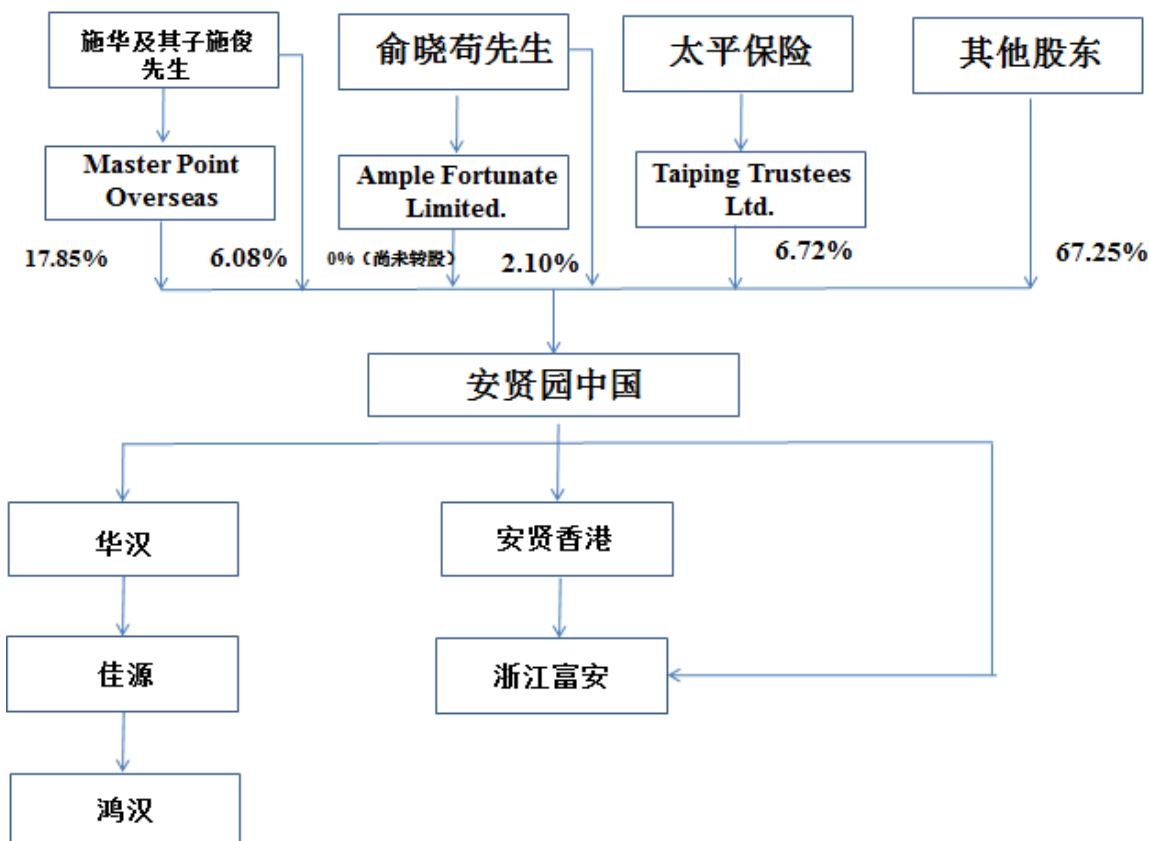 施华及其子施俊
先生
俞晓苟先生
太平保险
其他股东
Master Point
Overseas
Ample Fortunate
Limited.
Taiping Trustees
Ltd.
17.85%
6.08%
0%（尚未转股）
2.10%
6.72%
67.25%
安贤园中国
华汉
安贤香港
佳源
浙江富安
鸿汉